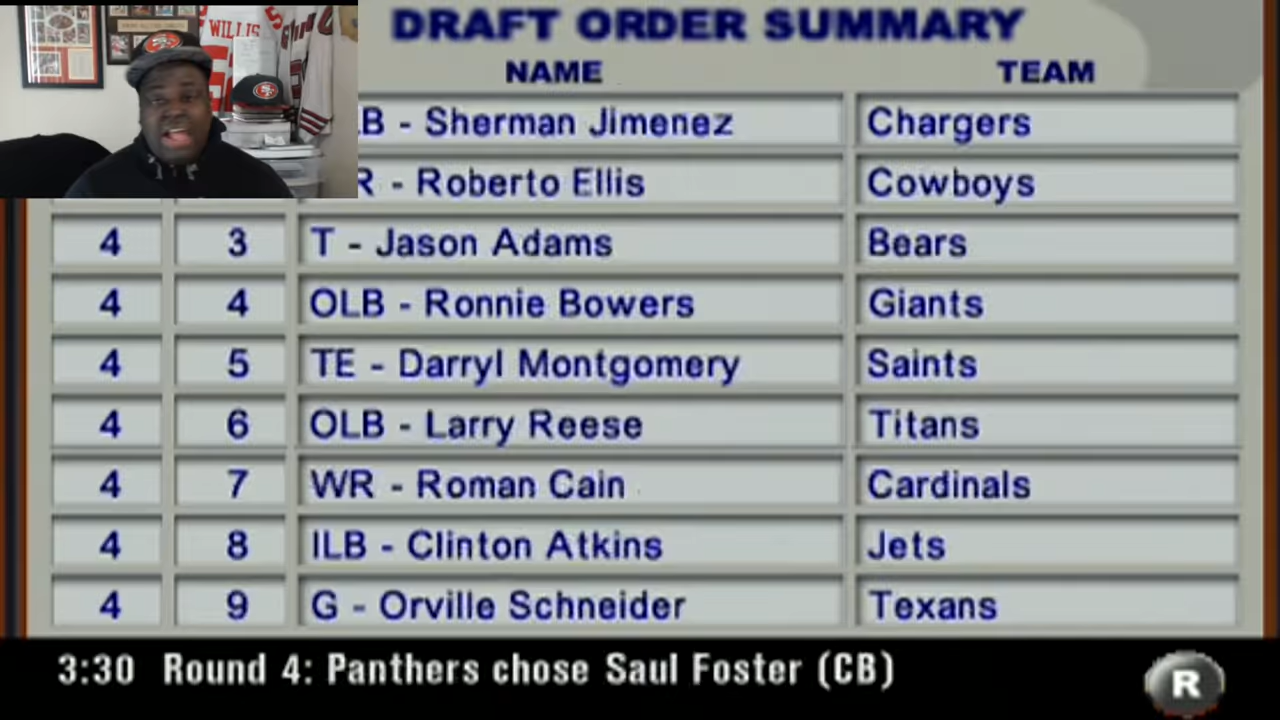 WILLIS
DRAFT ORDER SUMMARY
NAME TEAM
B - Sherman Jimenez Chargers
R - Roberto Ellis Cowboys
4 3 T - Jason Adams Bears
4 4 OLB - Ronnie Bowers Giants
4 5 TE - Darryl Montgomery Saints
4 6 OLB - Larry Reese Titans
4 7 WR - Roman Cain Cardinals
4 8 ILB - Clinton Atkins Jets
4 9 G - Orville Schneider Texans
3:30 Round 4: Panthers chose Saul Foster (CB)
R